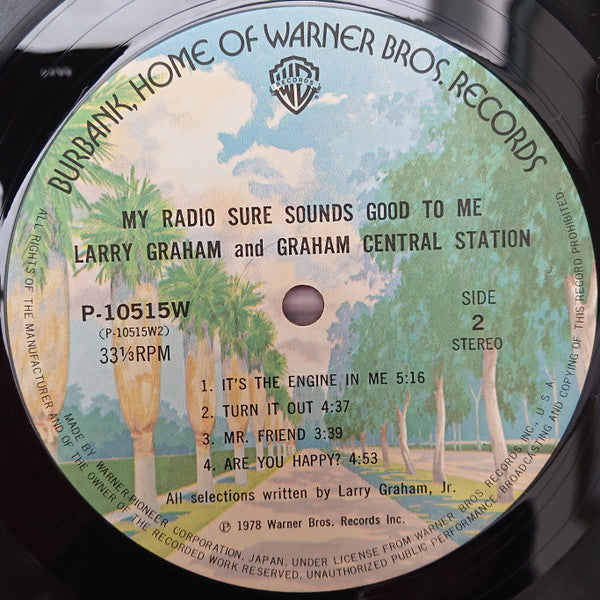 BURBANK, HOME OF WARNER BROS. RECORDS
WB
RECORDS
MY RADIO SURE SOUNDS GOOD TO ME
LARRY GRAHAM and GRAHAM CENTRAL STATION
P-10515W
(P-10515W2)
33⅓RPM
SIDE
2
STEREO
1. IT'S THE ENGINE IN ME 5:16
2. TURN IT OUT 4:37
3. MR. FRIEND 3:39
4. ARE YOU HAPPY? 4:53
All selections written by Larry Graham, Jr.
℗ 1978 Warner Bros. Records Inc.
ALL RIGHTS OF THE MANUFACTURER AND OF THE OWNER OF THE RECORDED WORK RESERVED. UNAUTHORIZED PUBLIC PERFORMANCE, BROADCASTING AND COPYING OF THIS RECORD PROHIBITED.
MADE BY WARNER-PIONEER CORPORATION, JAPAN, UNDER LICENSE FROM WARNER BROS. RECORDS INC., U.S.A.